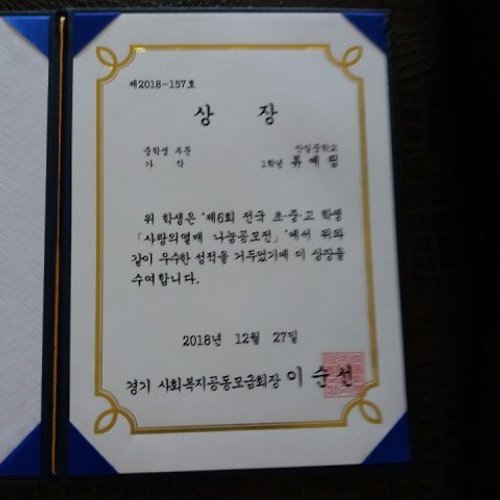 제2018-157호
상 장
중학생 부문
가 작
1학년 류 예 림
위 학생은 '제6회 전국 초·중·고 학생
「사랑의열매 나눔공모전」'에서 위와
같이 우수한 성적을 거두었기에 이 상장을
수여합니다.
2018년 12월 27일
경기 사회복지공동모금회장 이 순 선